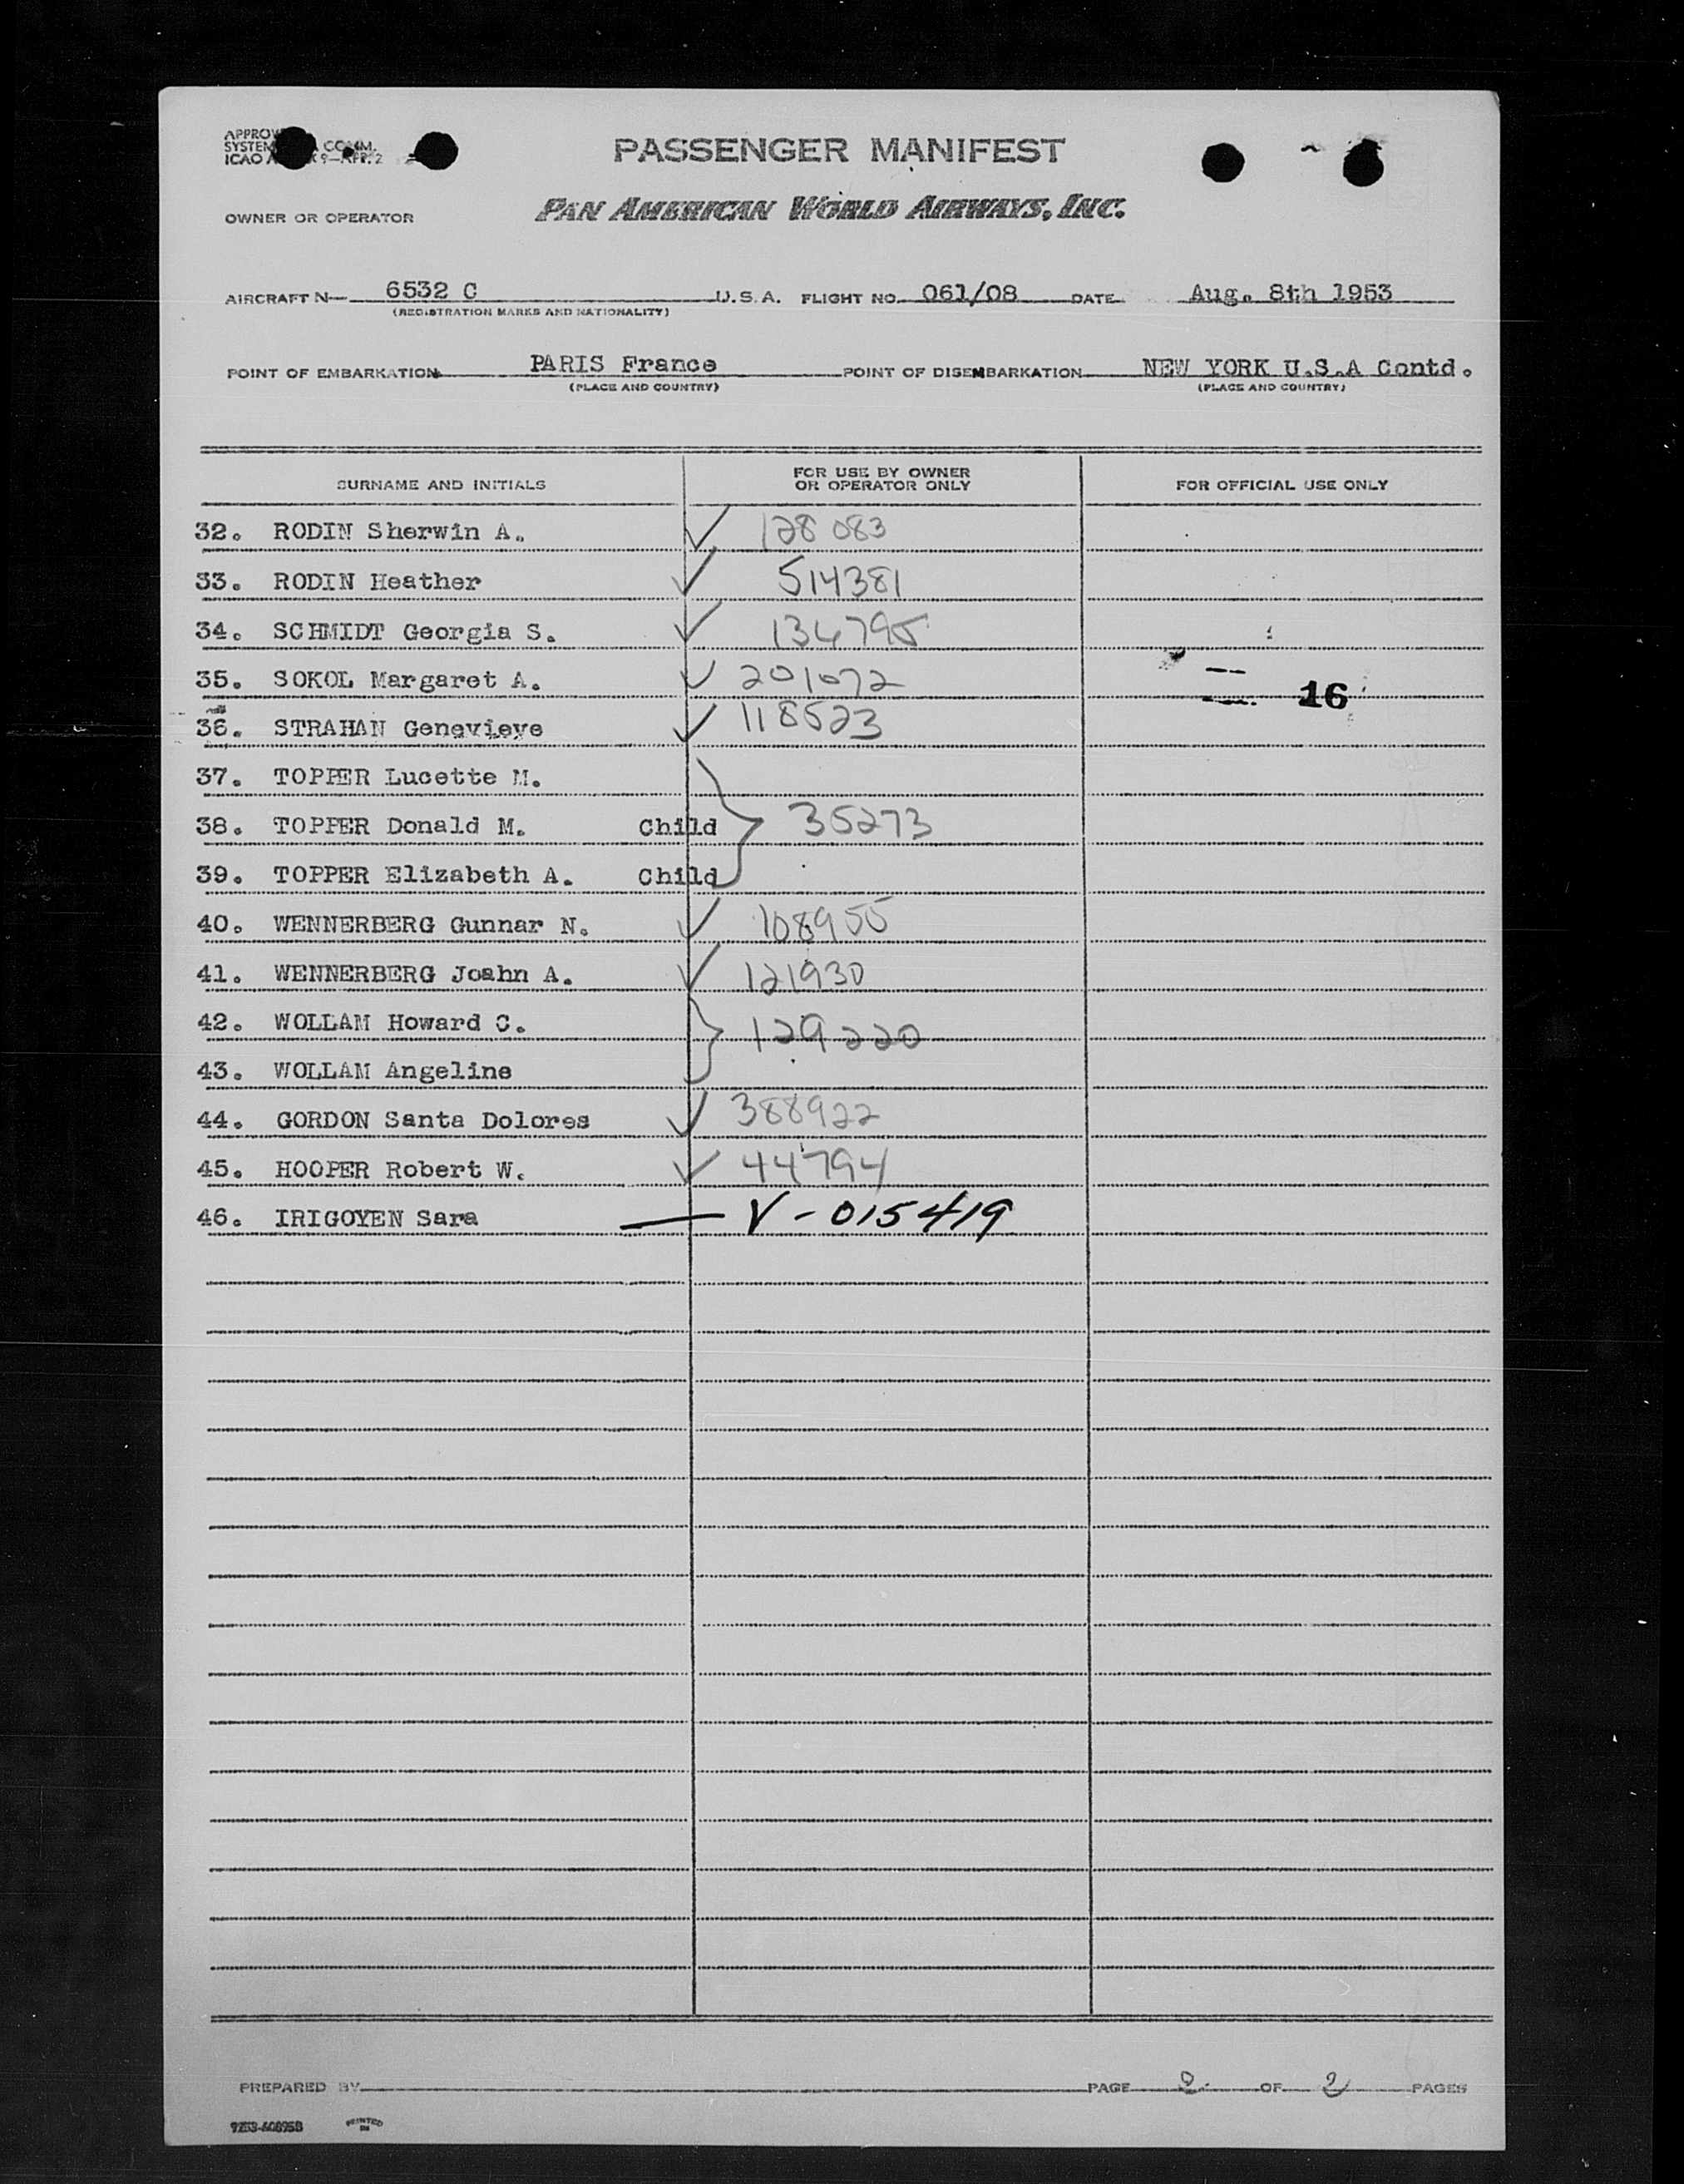 PASSENGER MANIFEST
OWNER OR OPERATOR PAN AMERICAN WORLD AIRWAYS, INC.
AIRCRAFT N— 6532 C U.S.A. FLIGHT NO. 061/08 DATE Aug. 8th 1953
(REGISTRATION MARKS AND NATIONALITY)
POINT OF EMBARKATION PARIS France POINT OF DISEMBARKATION NEW YORK U.S.A Contd.
(PLACE AND COUNTRY) (PLACE AND COUNTRY)
SURNAME AND INITIALS FOR USE BY OWNER OR OPERATOR ONLY FOR OFFICIAL USE ONLY
32. RODIN Sherwin A. 128083
33. RODIN Heather 514381
34. SCHMIDT Georgia S. 134795
35. SOKOL Margaret A. 201072
16
36. STRAHAN Genevieve 118523
37. TOPPER Lucette M.
38. TOPPER Donald M. Child 35273
39. TOPPER Elizabeth A. Child
40. WENNERBERG Gunnar N. 108955
41. WENNERBERG Joahn A. 121930
42. WOLLAM Howard C. 129220
43. WOLLAM Angeline
44. GORDON Santa Dolores 388922
45. HOOPER Robert W. 44794
46. IRIGOYEN Sara — V-015419
PREPARED BY PAGE 2 OF 2 PAGES
PRINTED IN